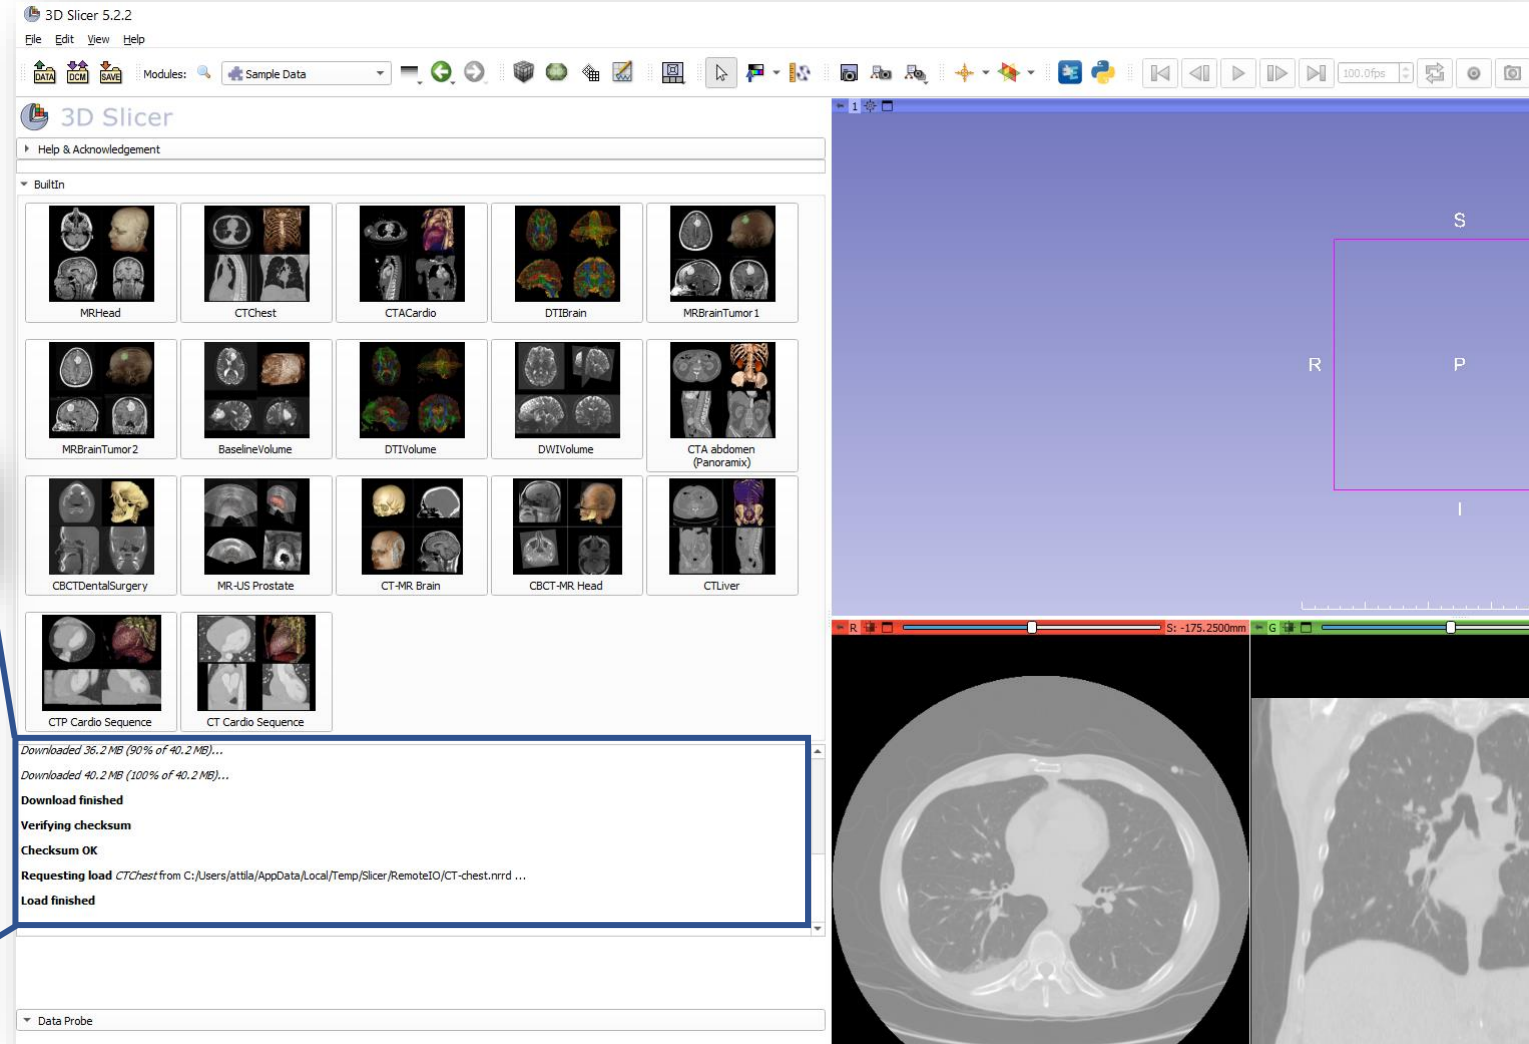 3D Slicer 5.2.2
File Edit View Help
DATA DCM SAVE Modules: Sample Data 100.0fps
3D Slicer
Help & Acknowledgement
BuiltIn
MRHead CTChest CTACardio DTIBrain MRBrainTumor1
MRBrainTumor2 BaselineVolume DTIVolume DWIVolume CTA abdomen
(Panoramix)
CBCTDentalSurgery MR-US Prostate CT-MR Brain CBCT-MR Head CTLiver
CTP Cardio Sequence CT Cardio Sequence
Downloaded 36.2 MB (90% of 40.2 MB)...
Downloaded 40.2 MB (100% of 40.2 MB)...
Download finished
Verifying checksum
Checksum OK
Requesting load CTChest from C:/Users/attila/AppData/Local/Temp/Slicer/RemoteIO/CT-chest.nrrd ...
Load finished
Data Probe
1
S
R P
I
R S: -175.2500mm G